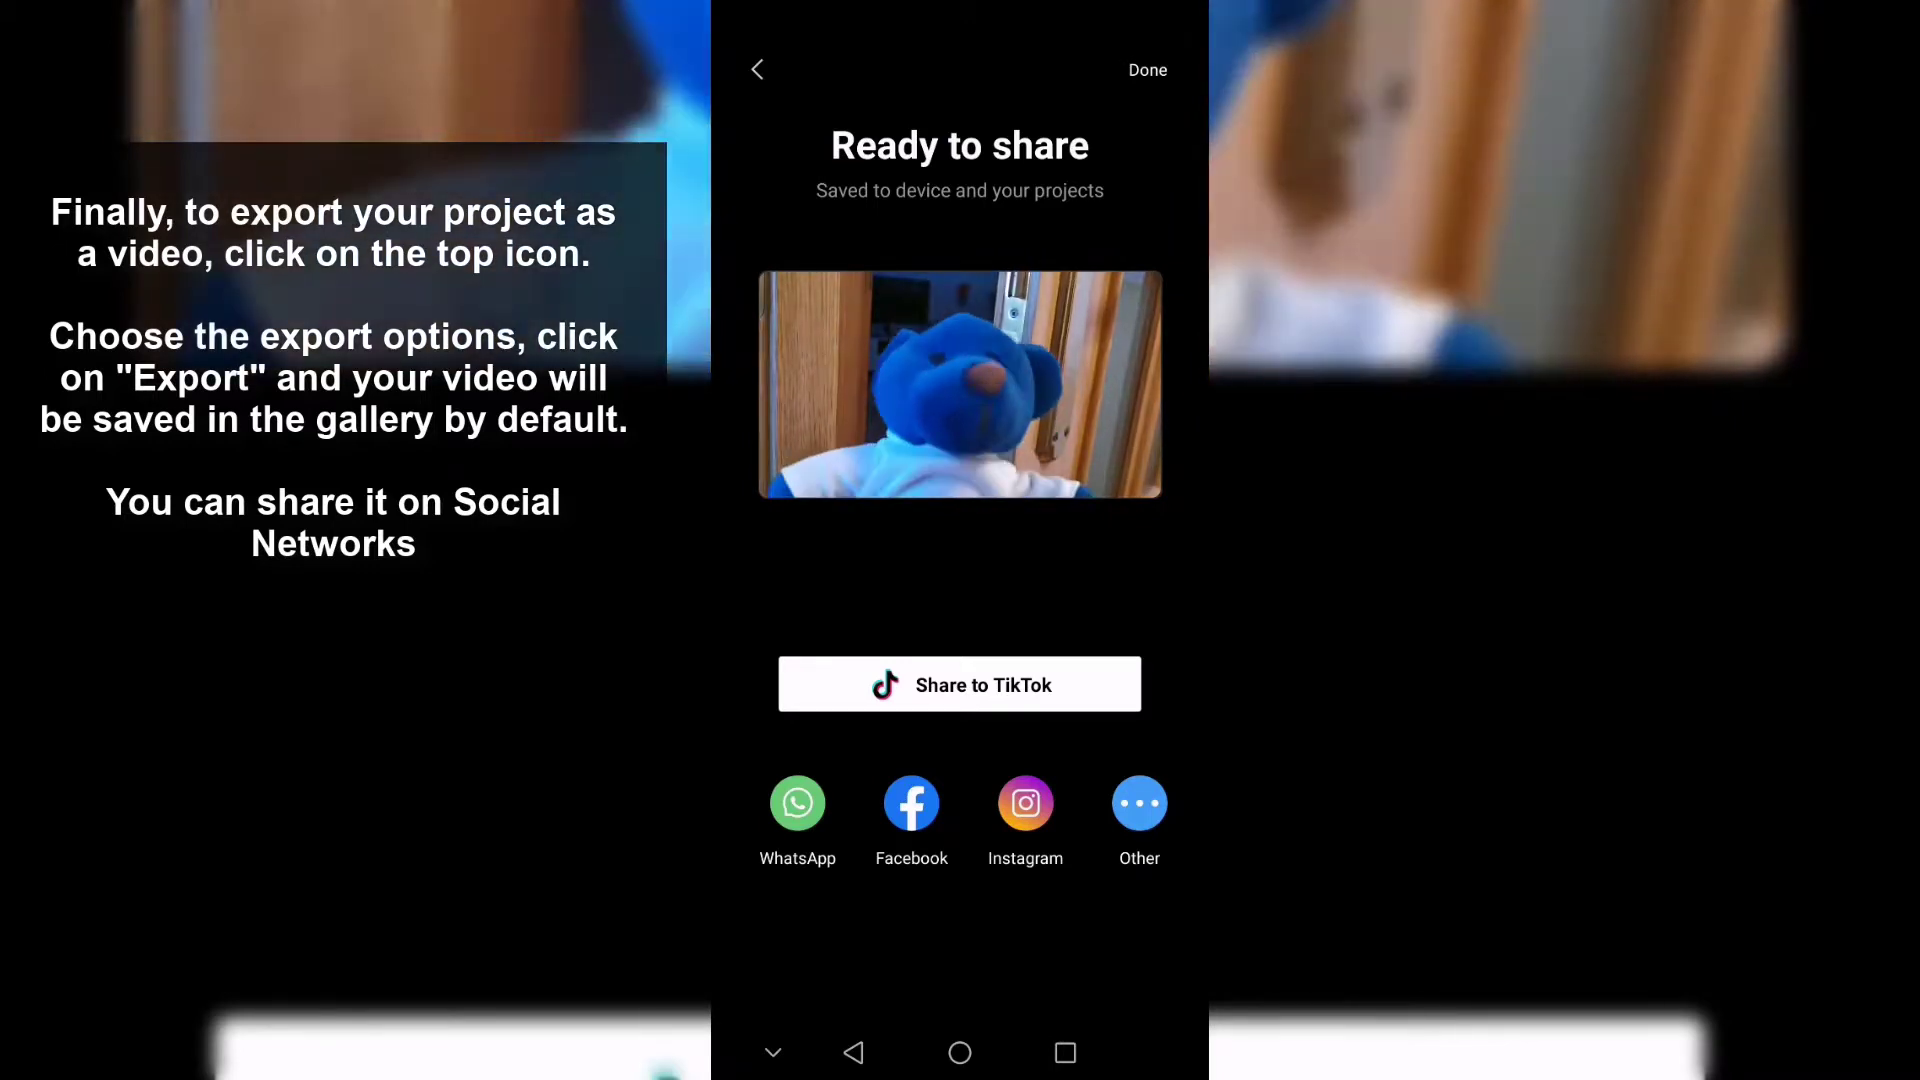 Finally, to export your project as
a video, click on the top icon.
Choose the export options, click
on "Export" and your video will
be saved in the gallery by default.
You can share it on Social
Networks
Done
Ready to share
Saved to device and your projects
Share to TikTok
WhatsApp
Facebook
Instagram
Other